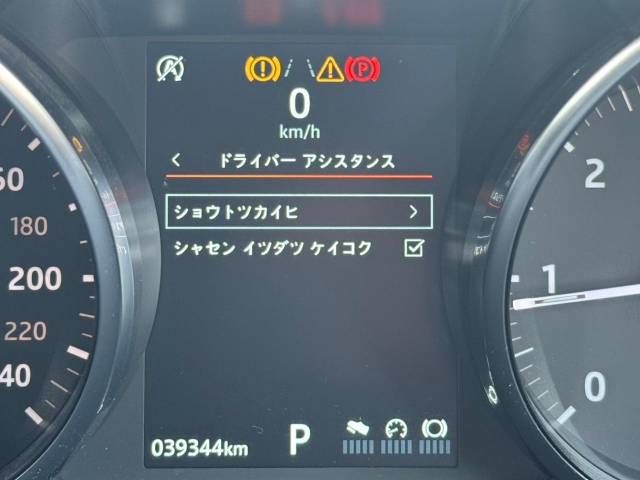 0
km/h
ドライバー アシスタンス
ショウトツカイヒ
シャセン イツダツ ケイコク
180
200
220
2
1
0
P
039344km
P